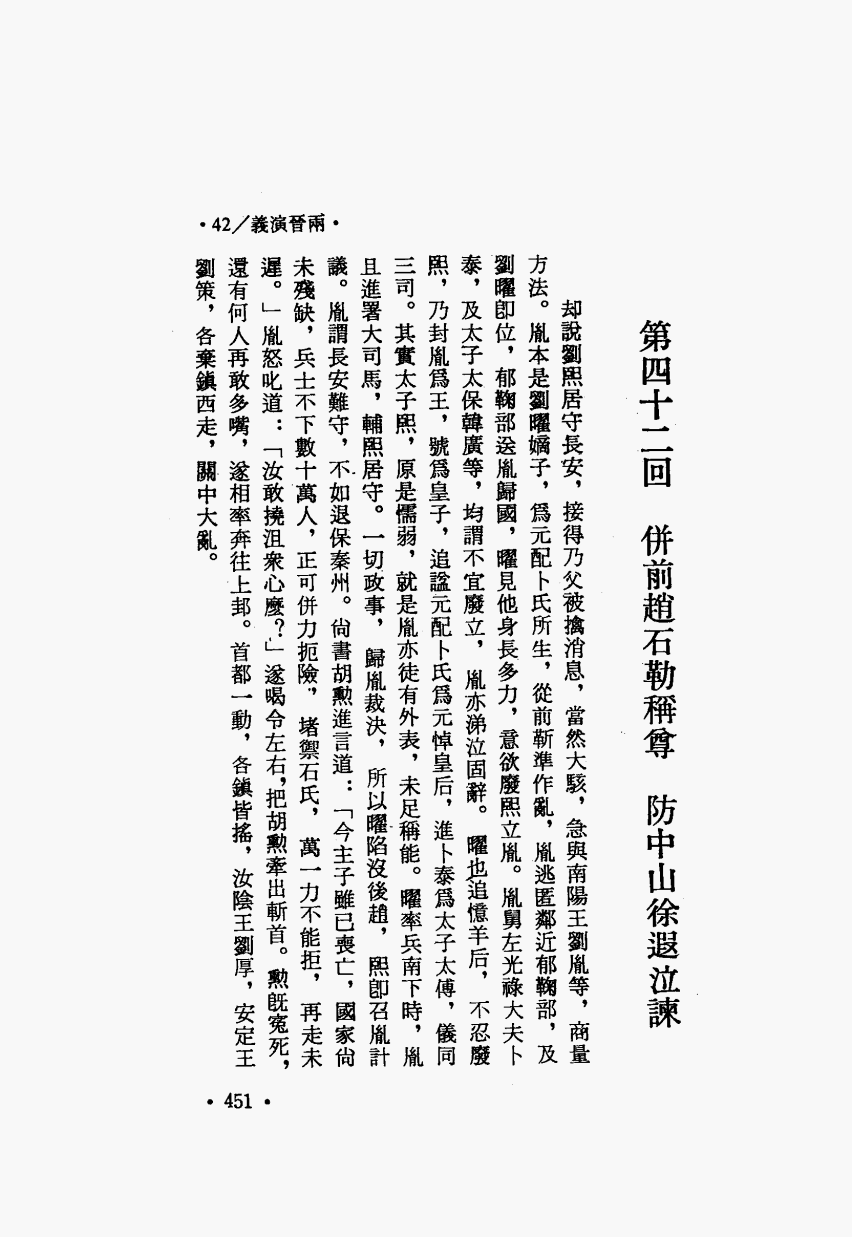 ·42／義演晉兩·
第四十二回　併前趙石勒稱尊　防中山徐遐泣諫
却說劉熙居守長安，接得乃父被擒消息，當然大駭，急與南陽王劉胤等，商量
方法。胤本是劉曜嫡子，爲元配卜氏所生，從前靳準作亂，胤逃匿鄰近郁鞠部，及
劉曜卽位，郁鞠部送胤歸國，曜見他身長多力，意欲廢熙立胤。胤舅左光祿大夫卜
泰，及太子太保韓廣等，均謂不宜廢立，胤亦涕泣固辭。曜也追憶羊后，不忍廢
熙，乃封胤爲王，號爲皇子，追諡元配卜氏爲元悼皇后，進卜泰爲太子太傅，儀同
三司。其實太子熙，原是懦弱，就是胤亦徒有外表，未足稱能。曜率兵南下時，胤
且進署大司馬，輔熙居守。一切政事，歸胤裁決，所以曜陷沒後趙，熙卽召胤計
議。胤謂長安難守，不如退保秦州。尙書胡勲進言道：「今主子雖已喪亡，國家尙
未殘缺，兵士不下數十萬人，正可併力扼險，堵禦石氏，萬一力不能拒，再走未
遲。」胤怒叱道：「汝敢撓沮衆心麼？」遂喝令左右，把胡勲牽出斬首。勲旣寃死，
還有何人再敢多嘴，遂相率奔往上邽。首都一動，各鎮皆搖，汝陰王劉厚，安定王
劉策，各棄鎮西走，關中大亂。
·451·